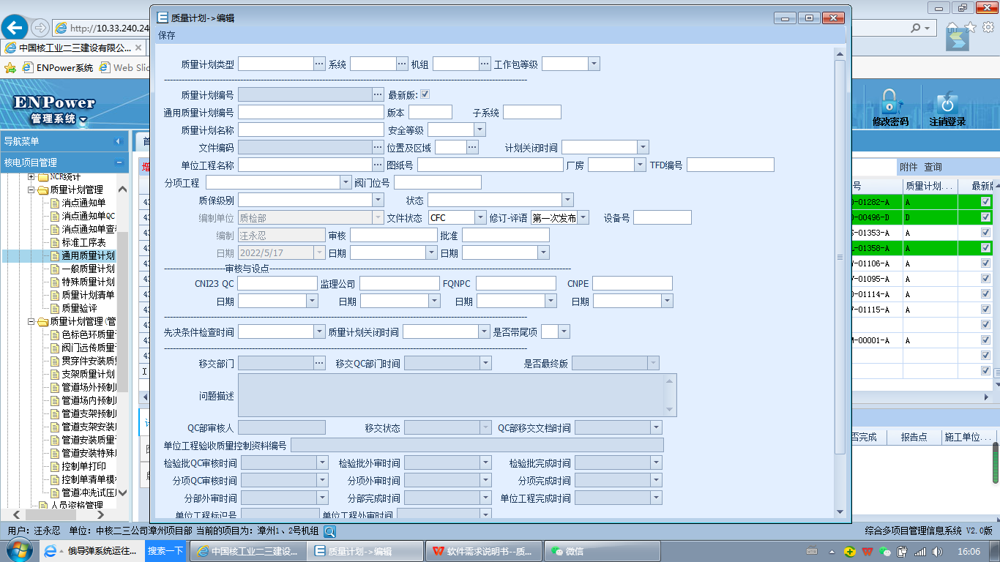 质量计划->编辑
http://10.33.240.24
保存
中国核工业二三建设有限公...
ENPower系统
Web Slic
ENPower
管理系统
修改密码
注销登录
导航菜单
核电项目管理
附件 查询
NCR统计
质量计划管理
消点通知单
消点通知单QC
消点通知单查看
标准工序表
通用质量计划
一般质量计划
特殊质量计划
质量计划清单
质量验评
质量计划管理(管
色标色环质量计
阀门远传质量计
贯穿件安装质量
支架质量计划
管道场外预制质
管道场内预制质
管道支架预制质
管道支架安装质
管道安装质量计
管道安装特殊质
控制单打印
控制单清单模板
管道冲洗试压质
人员资格管理
质量计划类型 系统 机组 工作包等级
质量计划编号 最新版:
通用质量计划编号 版本 子系统
质量计划名称 安全等级
文件编码 位置及区域 计划关闭时间
单位工程名称 图纸号 厂房 TFD编号
分项工程 阀门位号
质保级别 状态
编制单位 质检部 文件状态 CFC 修订-评语 第一次发布 设备号
编制 汪永忍 审核 批准
日期 2022/5/17 日期 日期
审核与设点
CNI23 QC 监理公司 FQNPC CNPE
日期 日期 日期 日期
先决条件检查时间 质量计划关闭时间 是否带尾项
移交部门 移交QC部门时间 是否最终版
问题描述
QC部审核人 移交状态 QC部移交文档时间
单位工程验收质量控制资料编号
检验批QC审核时间 检验批外审时间 检验批完成时间
分项QC审核时间 分项外审时间 分项完成时间
分部外审时间 分部完成时间 单位工程完成时间
单位工程标识号 单位工程外审时间
号 质量计划... 最新版
-01282-A A
-00496-D D
-01353-A A
-01358-A A
-01106-A A
-01095-A A
-01114-A A
-01115-A A
-00001-A A
否完成 报告点 施工单位...
用户：汪永忍 单位：中核二三公司漳州项目部 当前的项目为：漳州1、2号机组
综合多项目管理信息系统 V2.0版
俄导弹系统运往...
搜索一下
中国核工业二三建设...
质量计划->编辑
软件需求说明书--质...
微信
16:06